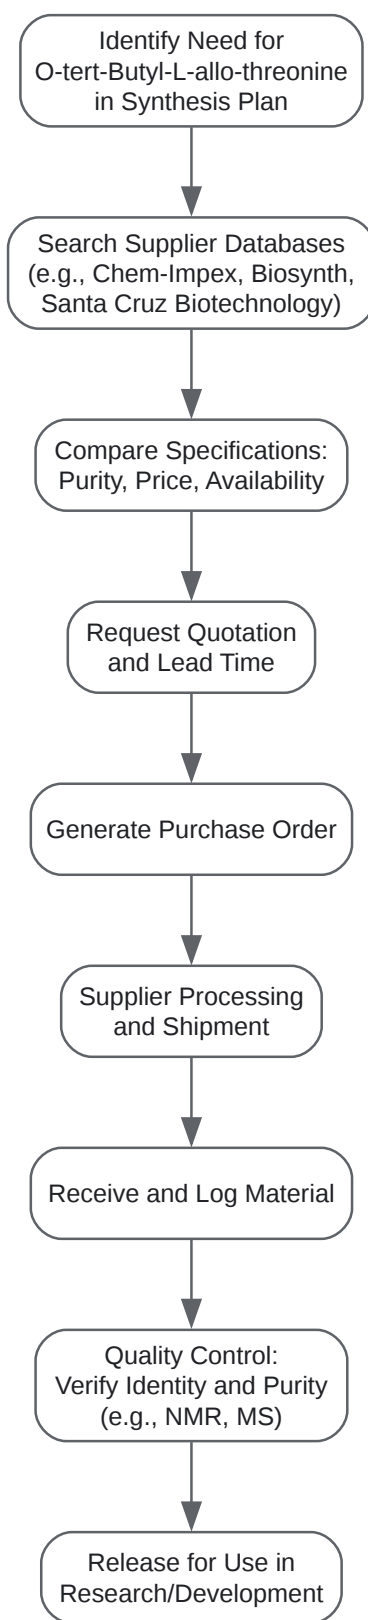 Identify Need for
O-tert-Butyl-L-allo-threonine
in Synthesis Plan
Search Supplier Databases
(e.g., Chem-Impex, Biosynth,
Santa Cruz Biotechnology)
Compare Specifications:
Purity, Price, Availability
Request Quotation
and Lead Time
Generate Purchase Order
Supplier Processing
and Shipment
Receive and Log Material
Quality Control:
Verify Identity and Purity
(e.g., NMR, MS)
Release for Use in
Research/Development